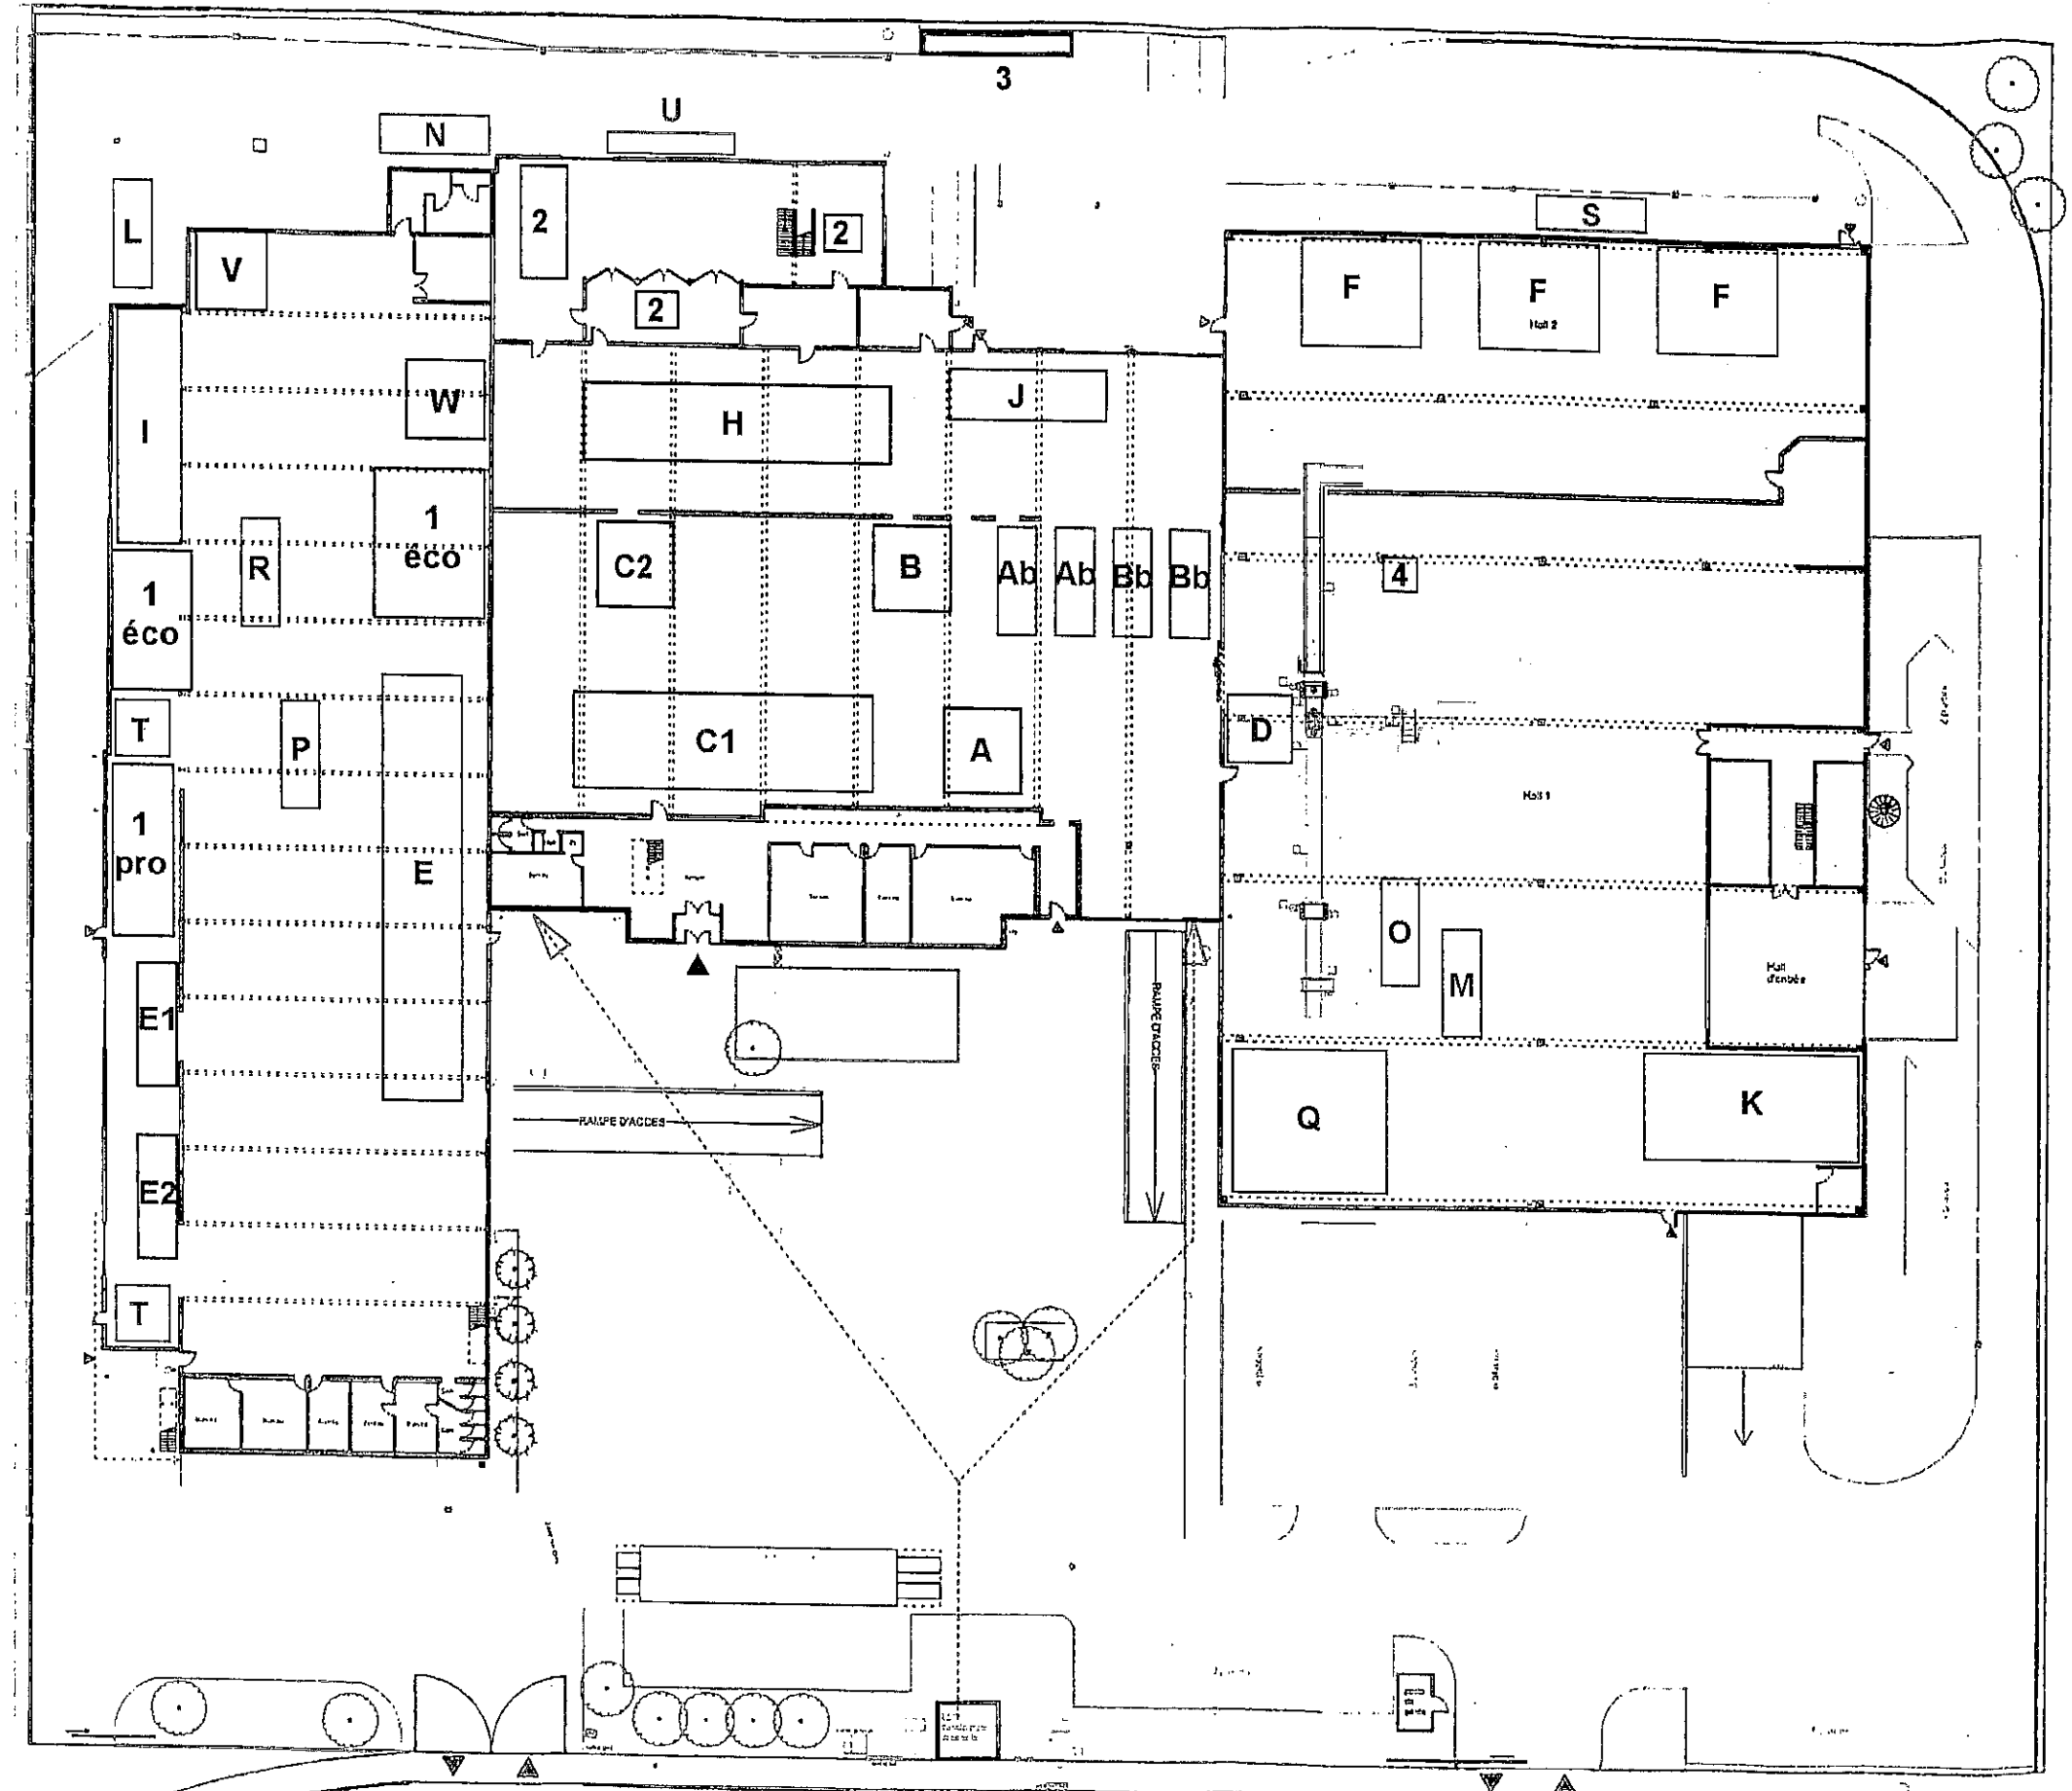 3
U
N
L
2
2
S
V
F
F
F
Hall 2
2
W
J
I
H
1
éco
R
C2
B
Ab
Ab
Bb
Bb
4
1
éco
T
P
C1
A
D
Hall 1
1
pro
E
O
M
Hall
d'entrée
E1
RAMPE D'ACCES
RAMPE D'ACCES
Q
K
E2
T